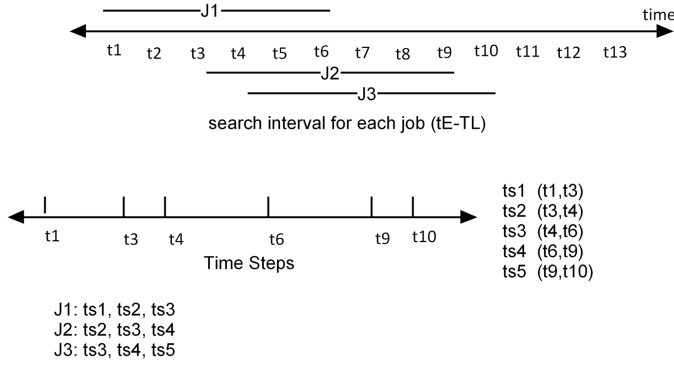 J1
time
t1 t2 t3 t4 t5 t6 t7 t8 t9 t10 t11 t12 t13
J2
J3
search interval for each job (tE-TL)
t1 t3 t4 t6 t9 t10
Time Steps
ts1 (t1,t3)
ts2 (t3,t4)
ts3 (t4,t6)
ts4 (t6,t9)
ts5 (t9,t10)
J1: ts1, ts2, ts3
J2: ts2, ts3, ts4
J3: ts3, ts4, ts5